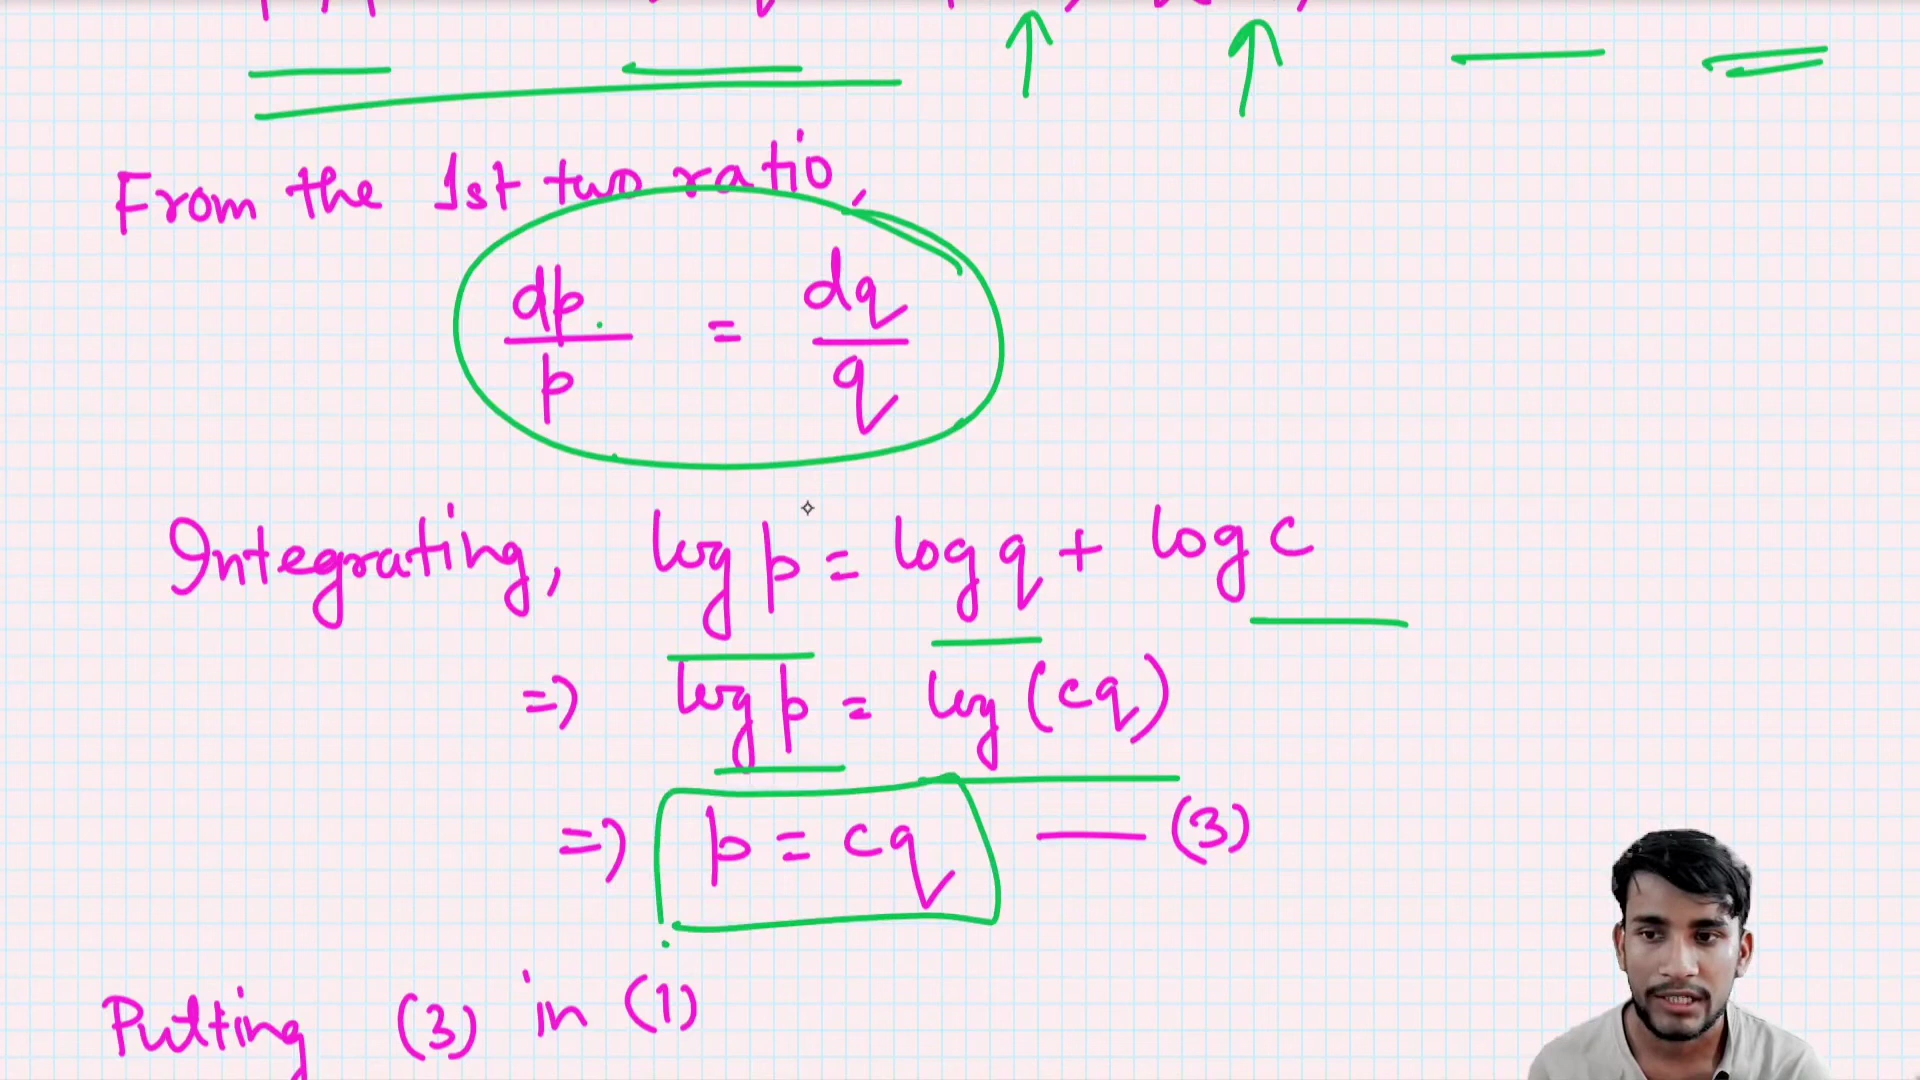 From the 1st two ratio,
dp/p = dq/q
Integrating, log p = log q + log c
=) log p = log (cq)
=) p = cq —— (3)
Putting (3) in (1)